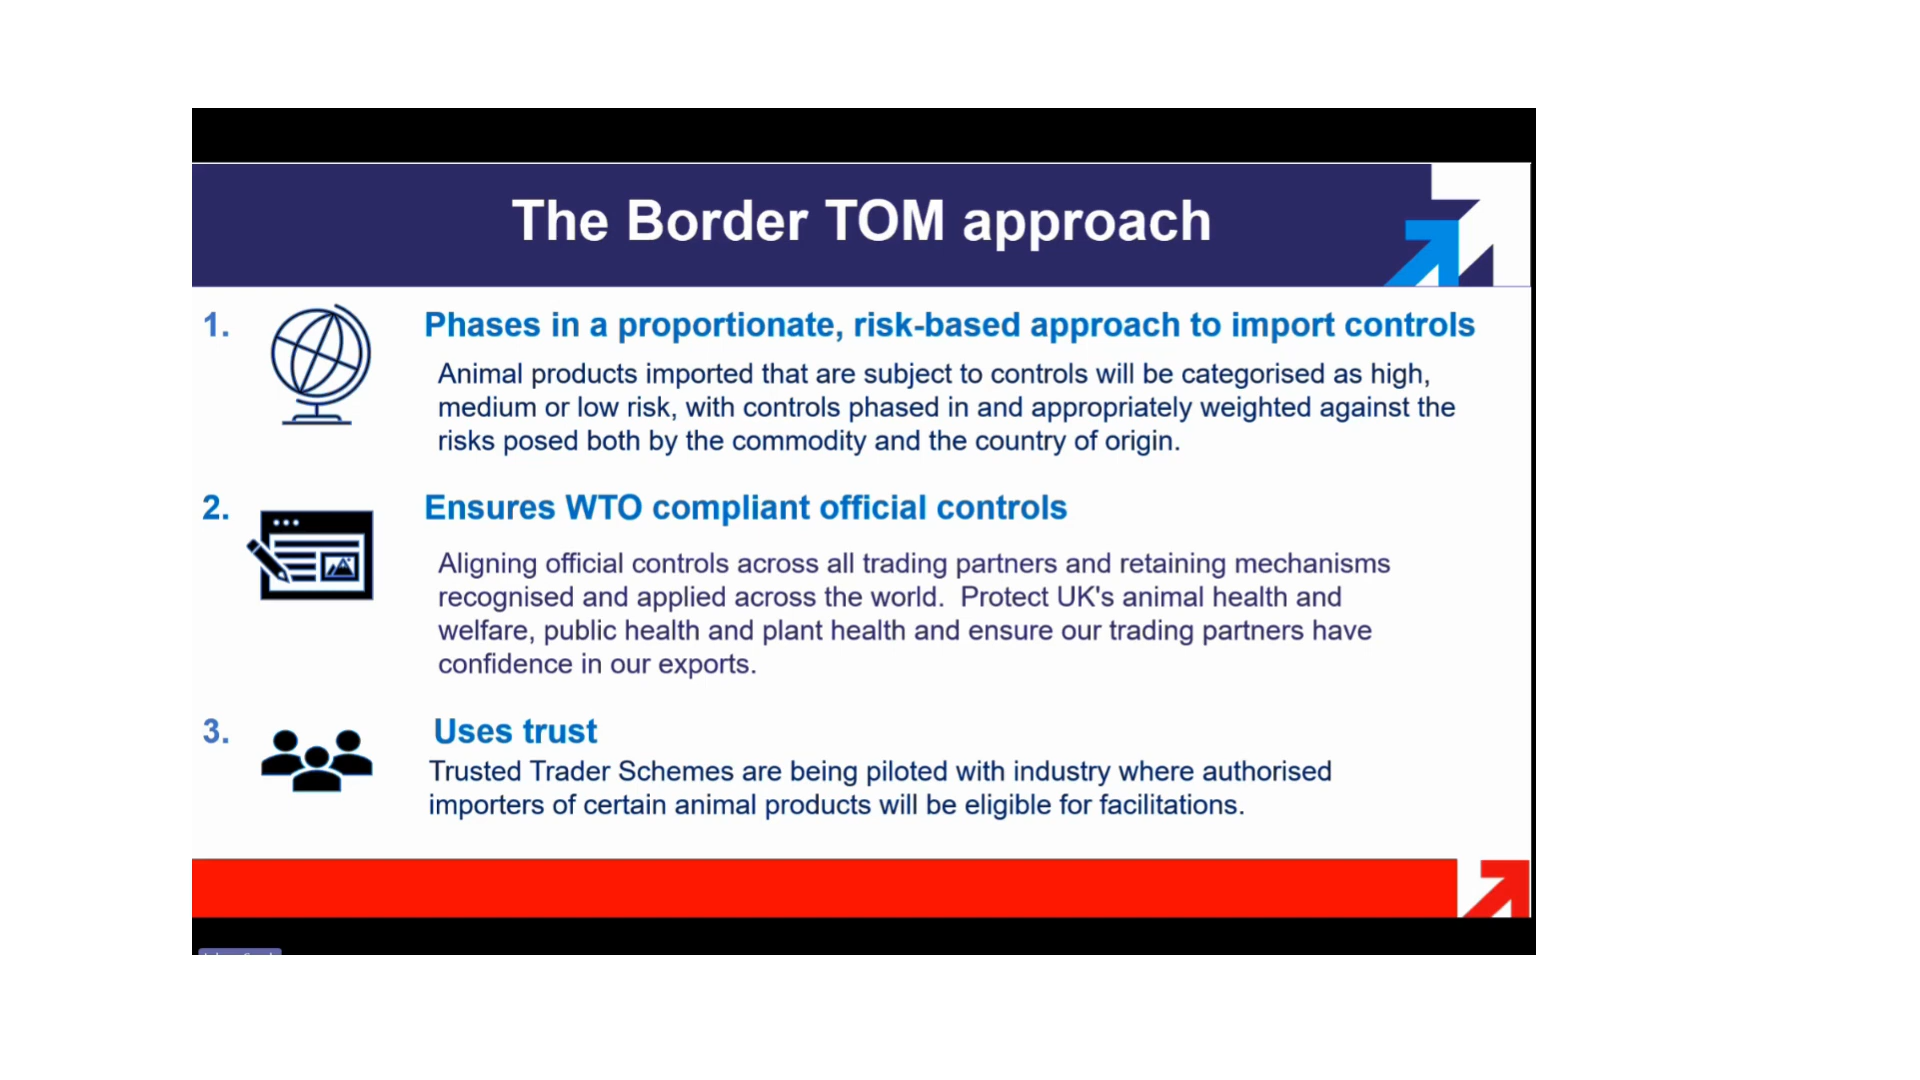 The Border TOM approach
1.
Phases in a proportionate, risk-based approach to import controls
Animal products imported that are subject to controls will be categorised as high,
medium or low risk, with controls phased in and appropriately weighted against the
risks posed both by the commodity and the country of origin.
2.
Ensures WTO compliant official controls
Aligning official controls across all trading partners and retaining mechanisms
recognised and applied across the world.  Protect UK's animal health and
welfare, public health and plant health and ensure our trading partners have
confidence in our exports.
3.
Uses trust
Trusted Trader Schemes are being piloted with industry where authorised
importers of certain animal products will be eligible for facilitations.